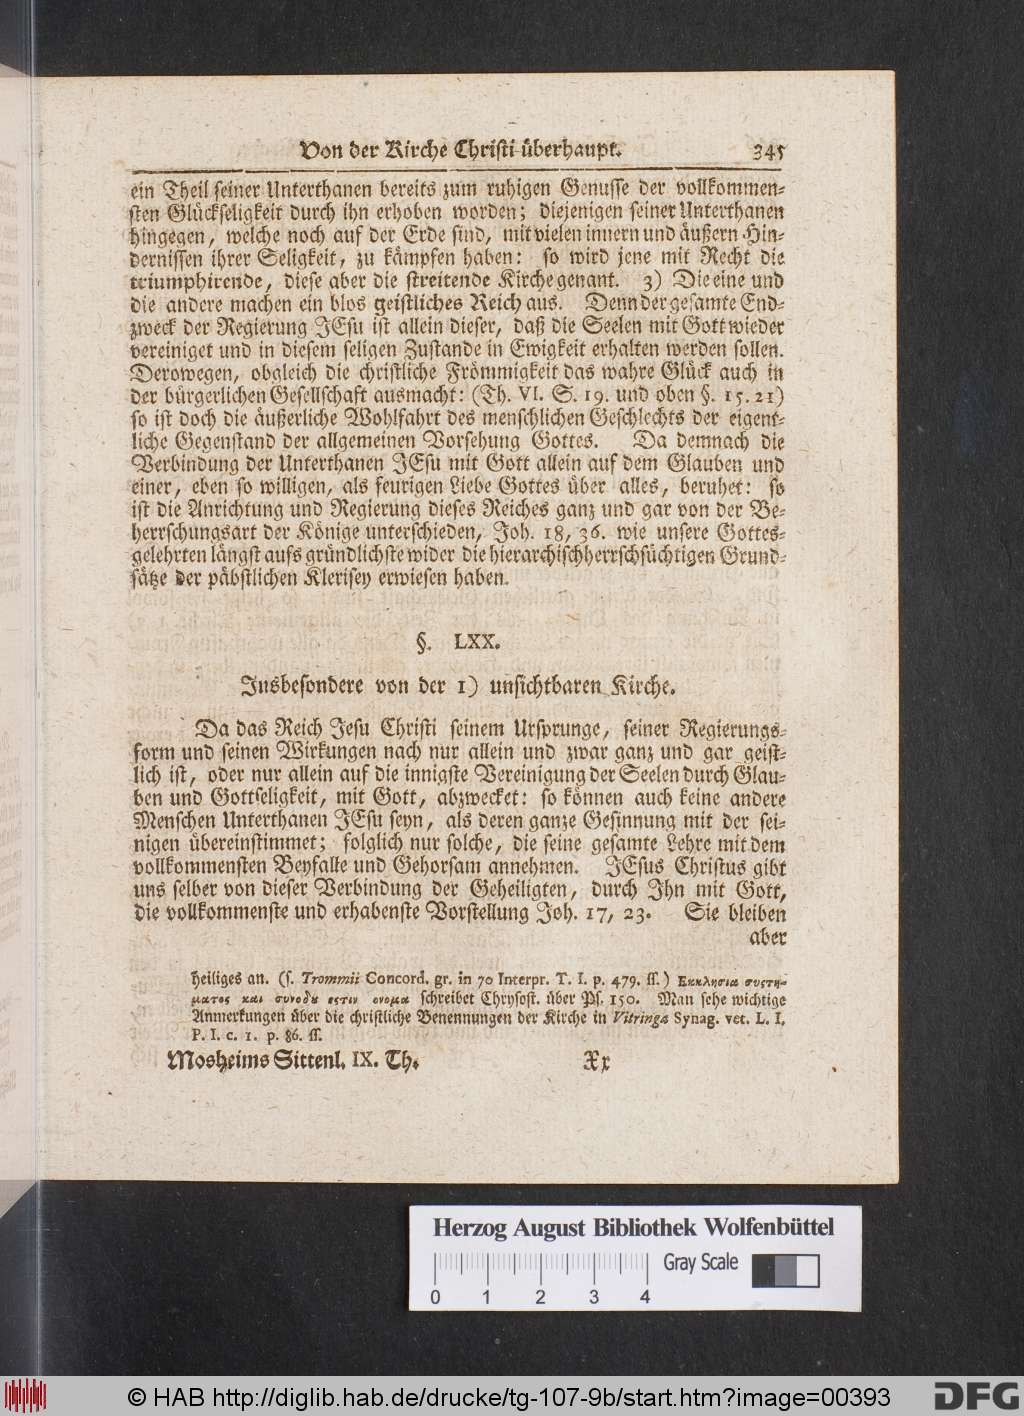 Von der Kirche Christi überhaupt. 345
ein Theil seiner Unterthanen bereits zum ruhigen Genusse der vollkommen-
sten Glückseligkeit durch ihn erhoben worden; diejenigen seiner Unterthanen
hingegen, welche noch auf der Erde sind, mit vielen innern und äußern Hin-
dernissen ihrer Seligkeit, zu kämpfen haben: so wird jene mit Recht die
triumphirende, diese aber die streitende Kirche genant. 3) Die eine und
die andere machen ein blos geistliches Reich aus. Denn der gesamte End-
zweck der Regierung JEsu ist allein dieser, daß die Seelen mit Gott wieder
vereiniget und in diesem seligen Zustande in Ewigkeit erhalten werden sollen.
Derowegen, obgleich die christliche Frömmigkeit das wahre Glück auch in
der bürgerlichen Gesellschaft ausmacht: (Th. VI. S. 19. und oben §. 15. 21)
so ist doch die äußerliche Wohlfahrt des menschlichen Geschlechts der eigent-
liche Gegenstand der allgemeinen Vorsehung Gottes. Da demnach die
Verbindung der Unterthanen JEsu mit Gott allein auf dem Glauben und
einer, eben so willigen, als feurigen Liebe Gottes über alles, beruhet: so
ist die Anrichtung und Regierung dieses Reiches ganz und gar von der Be-
herrschungsart der Könige unterschieden, Joh. 18, 36. wie unsere Gottes-
gelehrten längst aufs gründlichste wider die hierarchischherrschsüchtigen Grund-
sätze der päbstlichen Klerisey erwiesen haben.
§. LXX.
Insbesondere von der 1) unsichtbaren Kirche.
Da das Reich Jesu Christi seinem Ursprunge, seiner Regierungs-
form und seinen Wirkungen nach nur allein und zwar ganz und gar geist-
lich ist, oder nur allein auf die innigste Vereinigung der Seelen durch Glau-
ben und Gottseligkeit, mit Gott, abzwecket: so können auch keine andere
Menschen Unterthanen JEsu seyn, als deren ganze Gesinnung mit der sei-
nigen übereinstimmet; folglich nur solche, die seine gesamte Lehre mit dem
vollkommensten Beyfalle und Gehorsam annehmen. JEsus Christus gibt
uns selber von dieser Verbindung der Geheiligten, durch Ihn mit Gott,
die vollkommenste und erhabenste Vorstellung Joh. 17, 23. Sie bleiben
aber
heiliges an. (s. Trommii Concord. gr. in 70 Interpr. T. I. p. 479. ff.) Εκκλησια συστη-
ματος και συνοδȣ εστιν ονομα schreibet Chrysost. über Ps. 150. Man sehe wichtige
Anmerkungen über die christliche Benennungen der Kirche in Vitringæ Synag. vet. L. I.
P. I. c. 1. p. 86. ff.
Mosheims Sittenl. IX. Th. Xx
Herzog August Bibliothek Wolfenbüttel
Gray Scale
0 1 2 3 4
© HAB http://diglib.hab.de/drucke/tg-107-9b/start.htm?image=00393
DFG